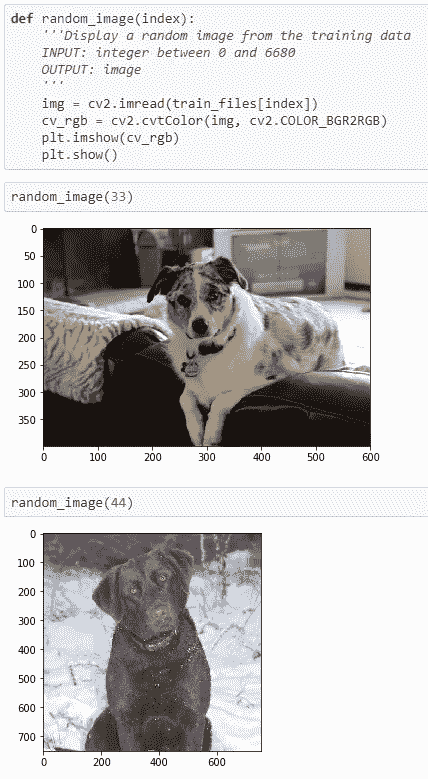 def random_image(index):
    '''Display a random image from the training data
    INPUT: integer between 0 and 6680
    OUTPUT: image
    '''
    img = cv2.imread(train_files[index])
    cv_rgb = cv2.cvtColor(img, cv2.COLOR_BGR2RGB)
    plt.imshow(cv_rgb)
    plt.show()
random_image(33)
0
50
100
150
200
250
300
350
0 100 200 300 400 500 600
random_image(44)
0
100
200
300
400
500
600
700
0 200 400 600